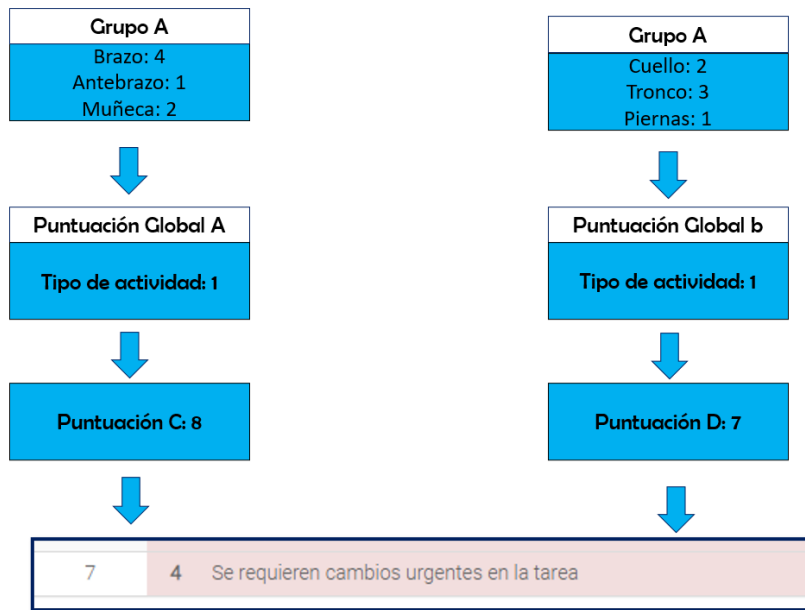 Grupo A
Brazo: 4
Antebrazo: 1
Muñeca: 2
Grupo A
Cuello: 2
Tronco: 3
Piernas: 1
Puntuación Global A
Tipo de actividad: 1
Puntuación Global b
Tipo de actividad: 1
Puntuación C: 8
Puntuación D: 7
7 4 Se requieren cambios urgentes en la tarea